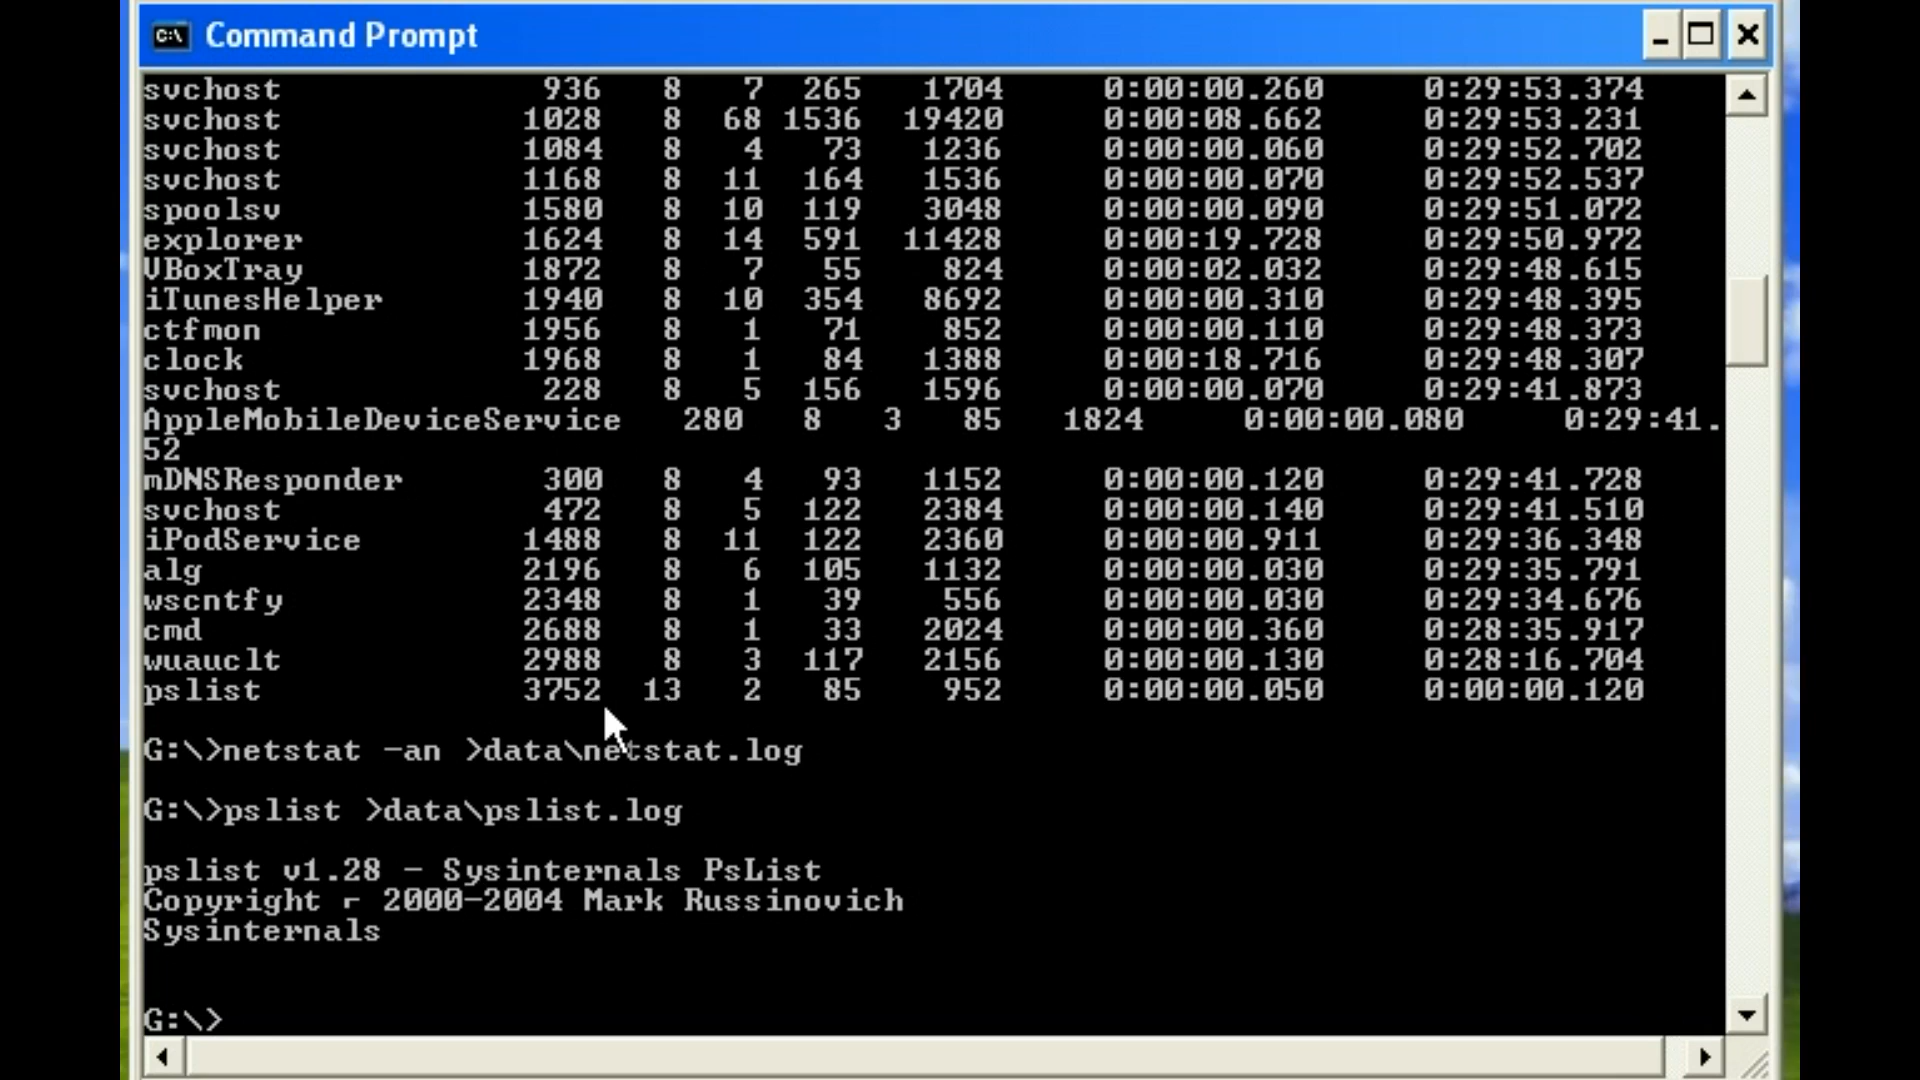 Command Prompt
svchost 936 8 7 265 1704 0:00:00.260 0:29:53.374
svchost 1028 8 68 1536 19420 0:00:08.662 0:29:53.231
svchost 1084 8 4 73 1236 0:00:00.060 0:29:52.702
svchost 1168 8 11 164 1536 0:00:00.070 0:29:52.537
spoolsv 1580 8 10 119 3048 0:00:00.090 0:29:51.072
explorer 1624 8 14 591 11428 0:00:19.728 0:29:50.972
VBoxTray 1872 8 7 55 824 0:00:02.032 0:29:48.615
iTunesHelper 1940 8 10 354 8692 0:00:00.310 0:29:48.395
ctfmon 1956 8 1 71 852 0:00:00.110 0:29:48.373
clock 1968 8 1 84 1388 0:00:18.716 0:29:48.307
svchost 228 8 5 156 1596 0:00:00.070 0:29:41.873
AppleMobileDeviceService 280 8 3 85 1824 0:00:00.080 0:29:41.
52
mDNSResponder 300 8 4 93 1152 0:00:00.120 0:29:41.728
svchost 472 8 5 122 2384 0:00:00.140 0:29:41.510
iPodService 1488 8 11 122 2360 0:00:00.911 0:29:36.348
alg 2196 8 6 105 1132 0:00:00.030 0:29:35.791
wscntfy 2348 8 1 39 556 0:00:00.030 0:29:34.676
cmd 2688 8 1 33 2024 0:00:00.360 0:28:35.917
wuauclt 2988 8 3 117 2156 0:00:00.130 0:28:16.704
pslist 3752 13 2 85 952 0:00:00.050 0:00:00.120
G:\>netstat -an >data\netstat.log
G:\>pslist >data\pslist.log
pslist v1.28 - Sysinternals PsList
Copyright ⌐ 2000-2004 Mark Russinovich
Sysinternals
G:\>